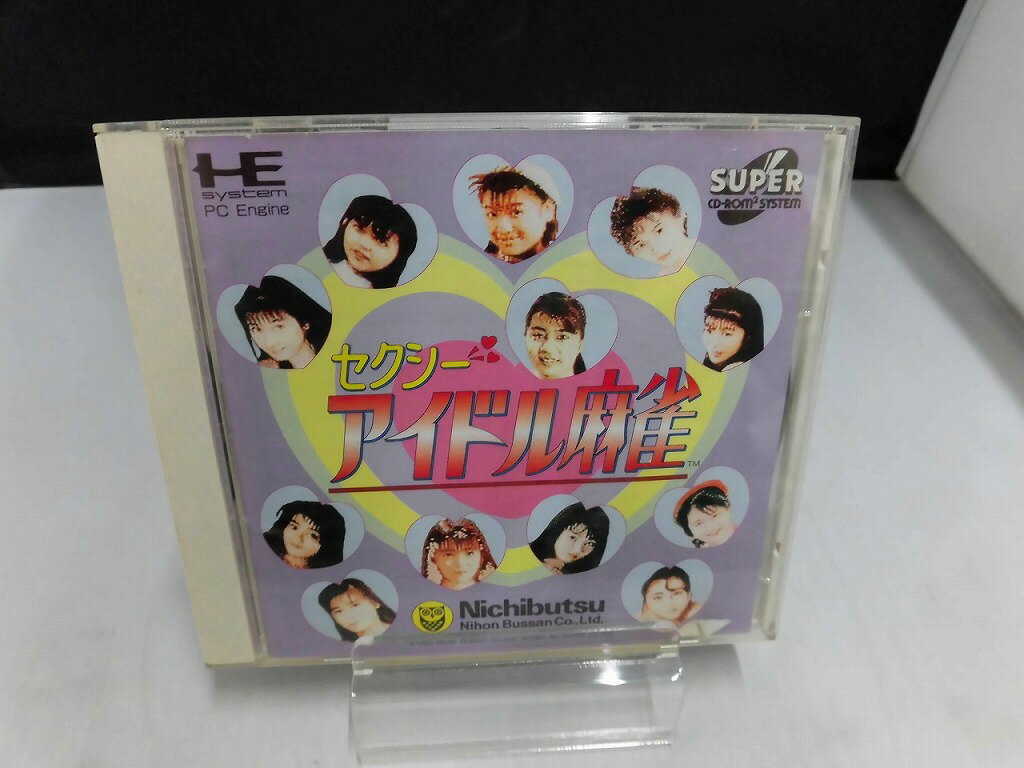 HE
system
PC Engine
SUPER
CD-ROM² SYSTEM
セクシー
アイドル麻雀
TM
Nichibutsu
Nihon Bussan Co., Ltd.